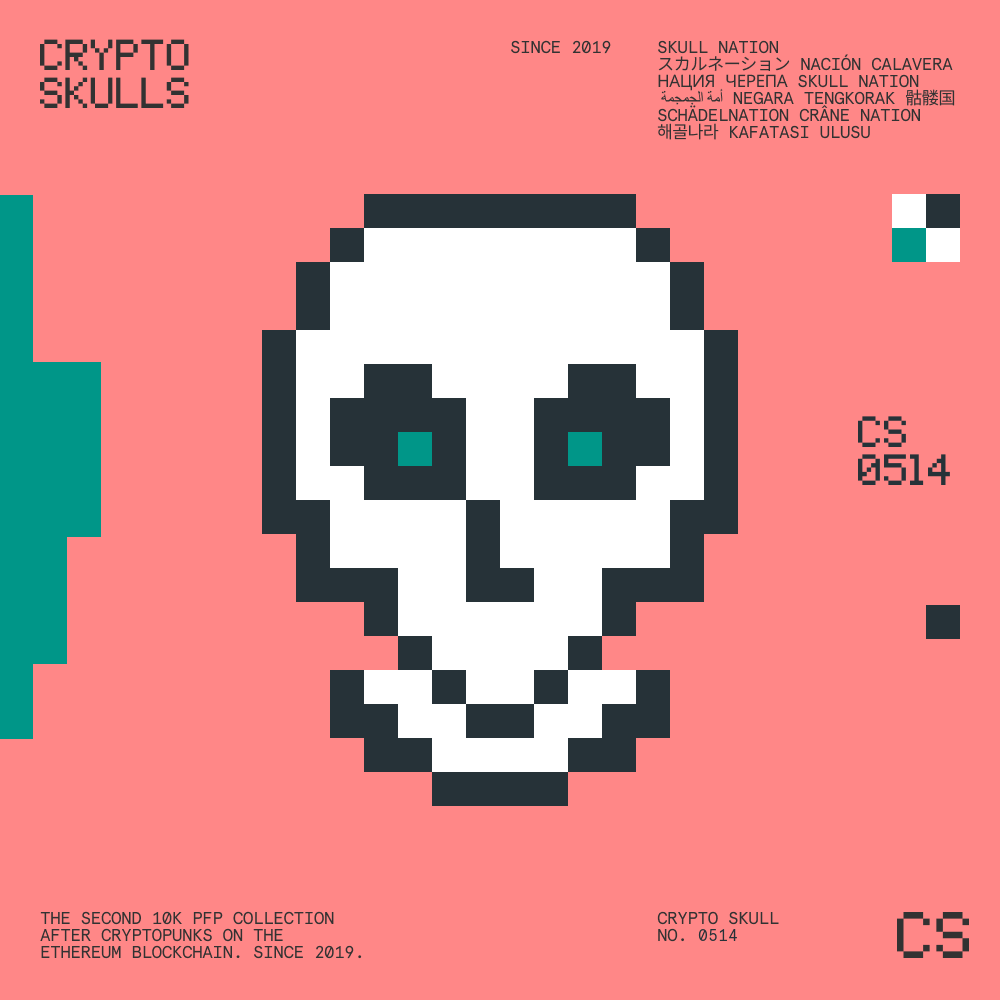 CRYPTO
SKULLS
SINCE 2019
SKULL NATION
スカルネーション NACIÓN CALAVERA
НАЦИЯ ЧЕРЕПА SKULL NATION
أمة الجمجمة NEGARA TENGKORAK 骷髅国
SCHÄDELNATION CRÂNE NATION
해골나라 KAFATASI ULUSU
CS
0514
THE SECOND 10K PFP COLLECTION
AFTER CRYPTOPUNKS ON THE
ETHEREUM BLOCKCHAIN. SINCE 2019.
CRYPTO SKULL
NO. 0514
CS